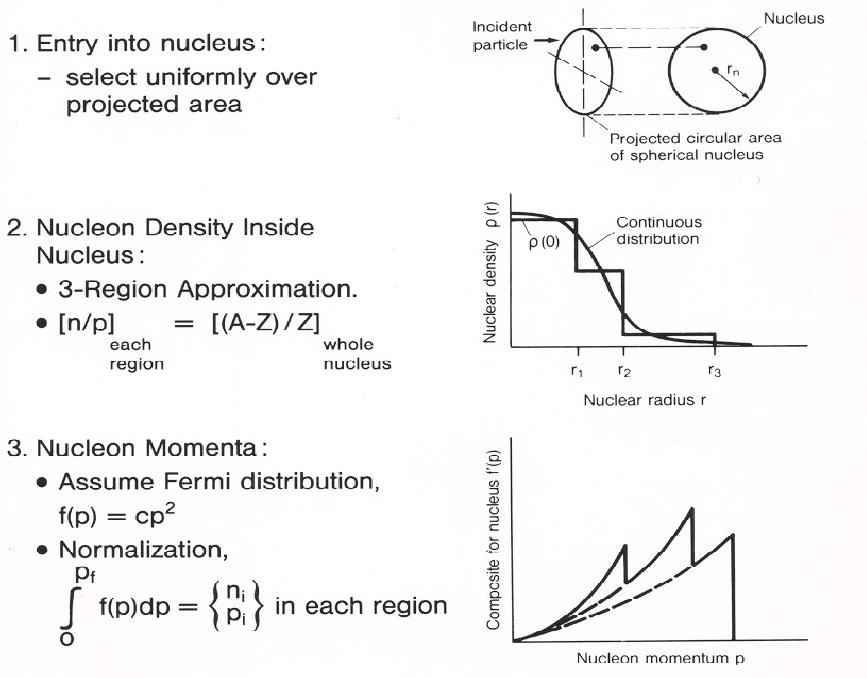 1. Entry into nucleus:
– select uniformly over
projected area
Incident
particle
Nucleus
rn
Projected circular area
of spherical nucleus
2. Nucleon Density Inside
Nucleus:
• 3-Region Approximation.
• [n/p] = [(A-Z)/Z]
each region
whole nucleus
Nuclear density ρ(r)
ρ(0)
Continuous
distribution
r1 r2 r3
Nuclear radius r
3. Nucleon Momenta:
• Assume Fermi distribution,
f(p) = cp²
• Normalization,
∫₀^pf f(p)dp = {ni pi} in each region
Composite for nucleus f'(p)
Nucleon momentum p